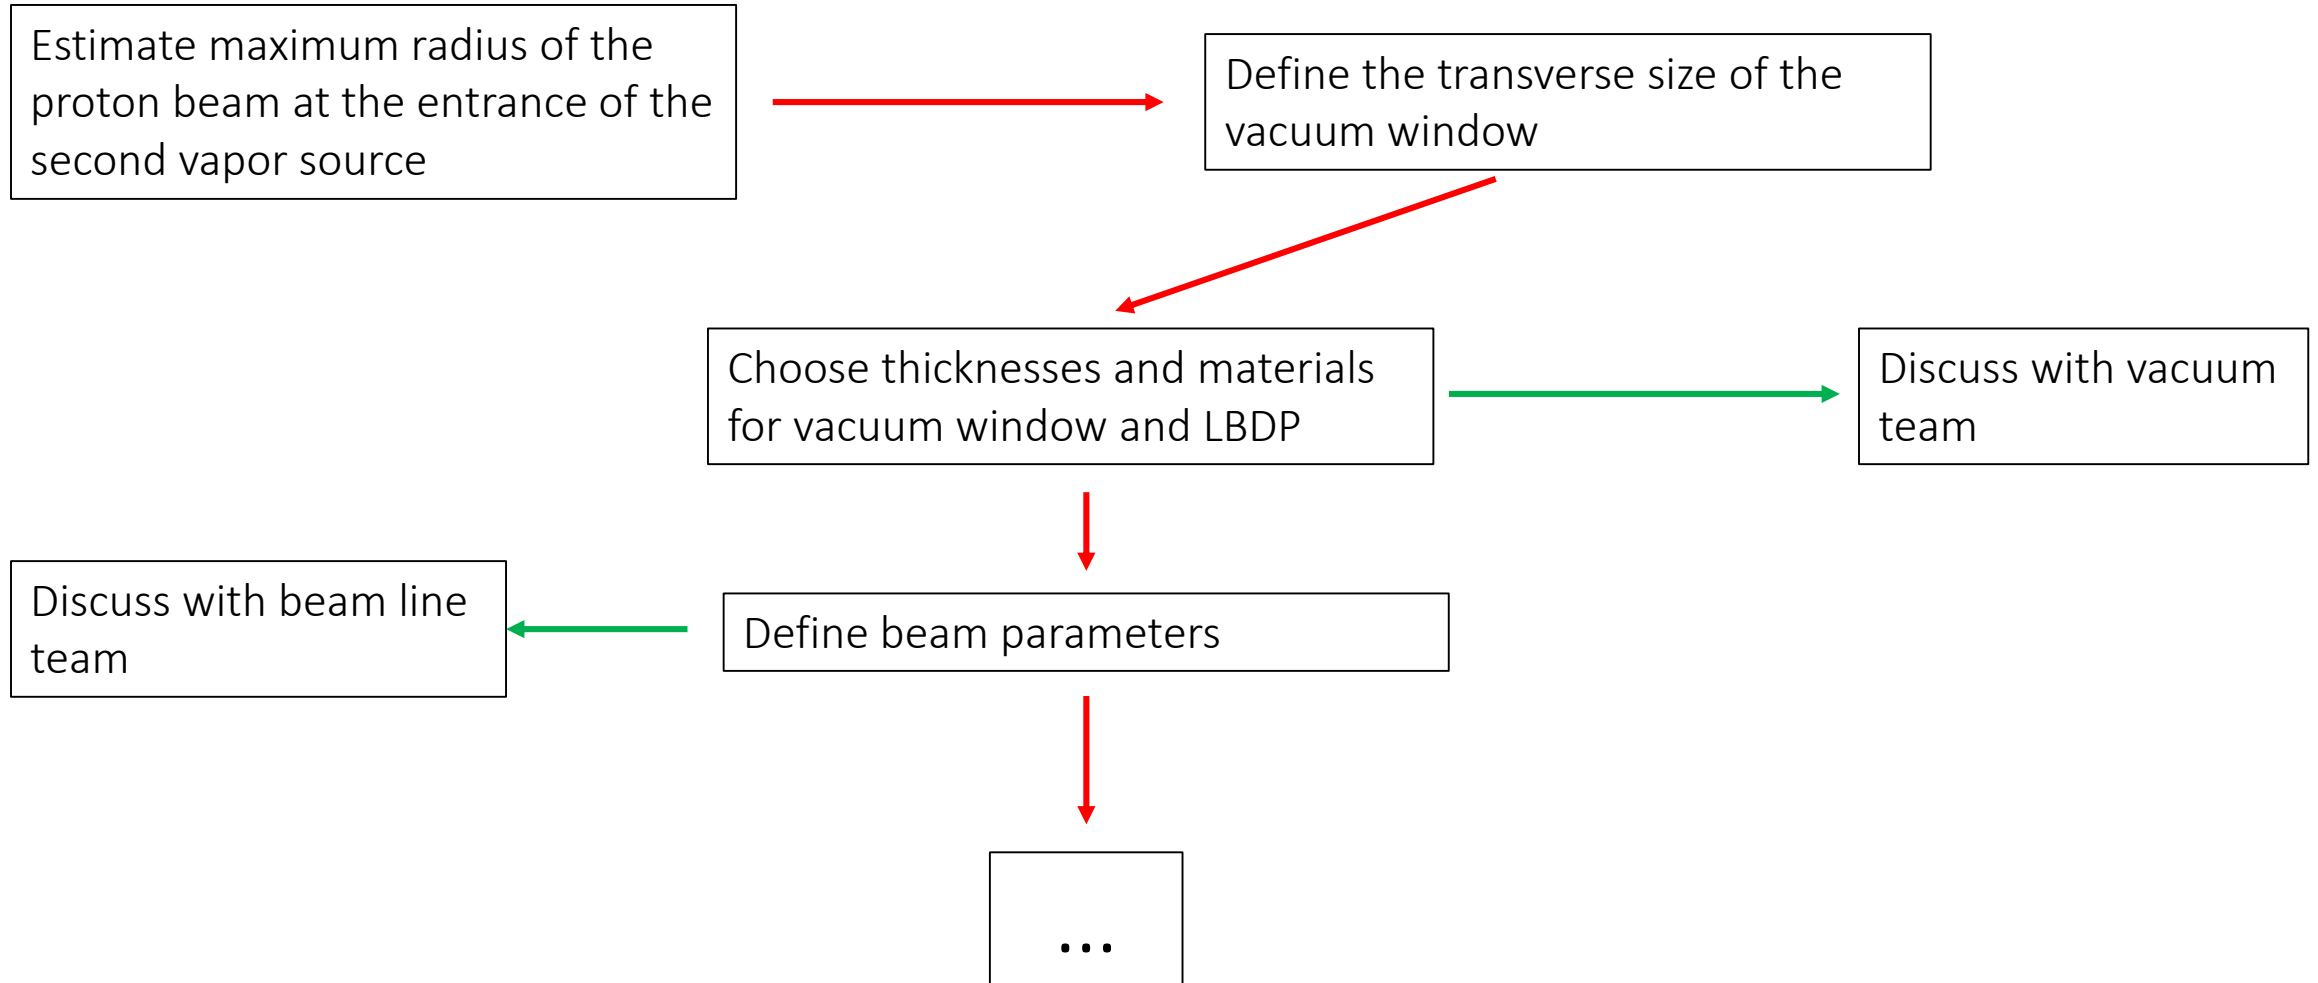 Estimate maximum radius of the
proton beam at the entrance of the
second vapor source
Define the transverse size of the
vacuum window
Choose thicknesses and materials
for vacuum window and LBDP
Discuss with vacuum
team
Discuss with beam line
team
Define beam parameters
...